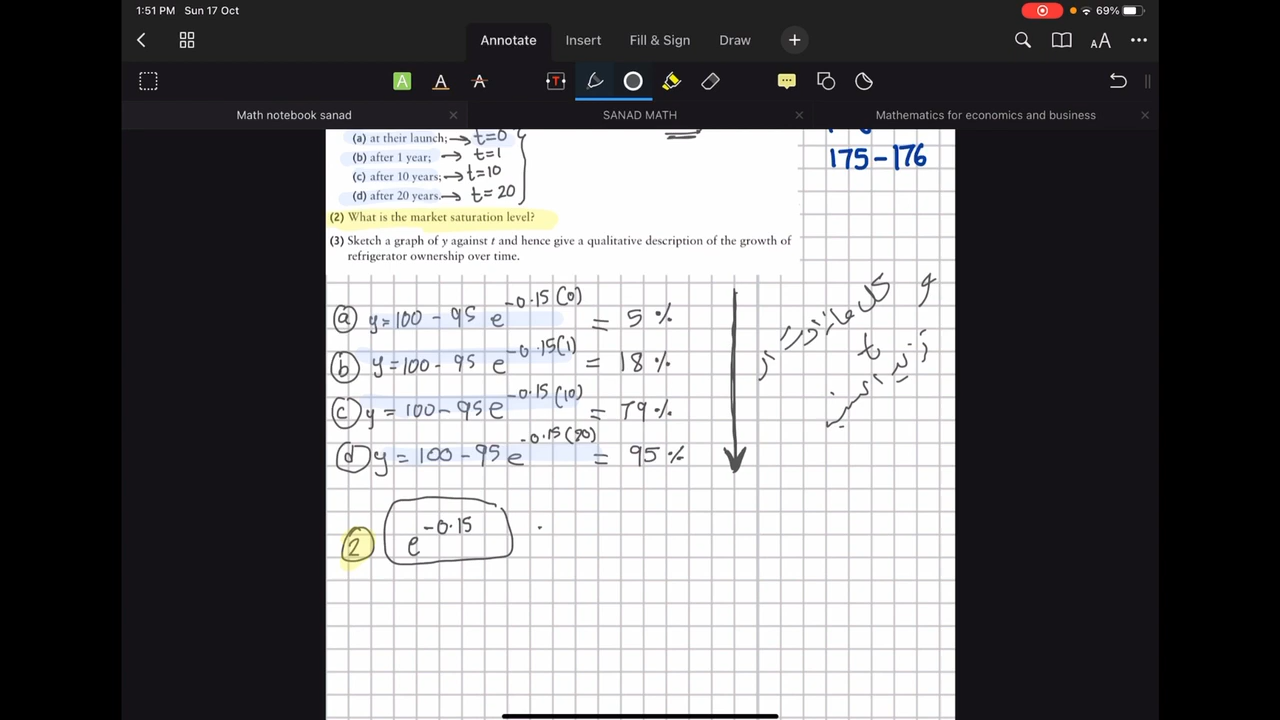 1:51 PM Sun 17 Oct 69%
Annotate Insert Fill & Sign Draw
Math notebook sanad SANAD MATH Mathematics for economics and business
(a) at their launch; → t=0
175-176
(b) after 1 year; → t=1
(c) after 10 years; → t=10
(d) after 20 years. → t=20
(2) What is the market saturation level?
(3) Sketch a graph of y against t and hence give a qualitative description of the growth of
refrigerator ownership over time.
(a) y=100 - 95 e^-0.15(0) = 5 %
(b) y=100 - 95 e^-0.15(1) = 18 %
(c) y = 100 - 95 e^-0.15(10) = 79 %
(d) y = 100 - 95 e^-0.15(20) = 95 %
و كل ما
t
2 e^-0.15